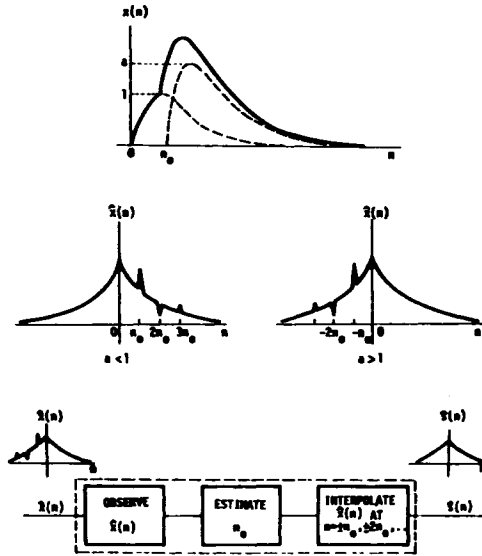 x(n)
a
1
0 n₀ n
x̂(n) x̂(n)
0 n₀ 2n₀ 3n₀ n
-2n₀ -n₀ 0 n
a < 1 a > 1
x̂(n) ŝ(n)
n
x̂(n) OBSERVE x̂(n)
ESTIMATE n₀
INTERPOLATE x̂(n) AT n=±n₀,±2n₀,...
ŝ(n)